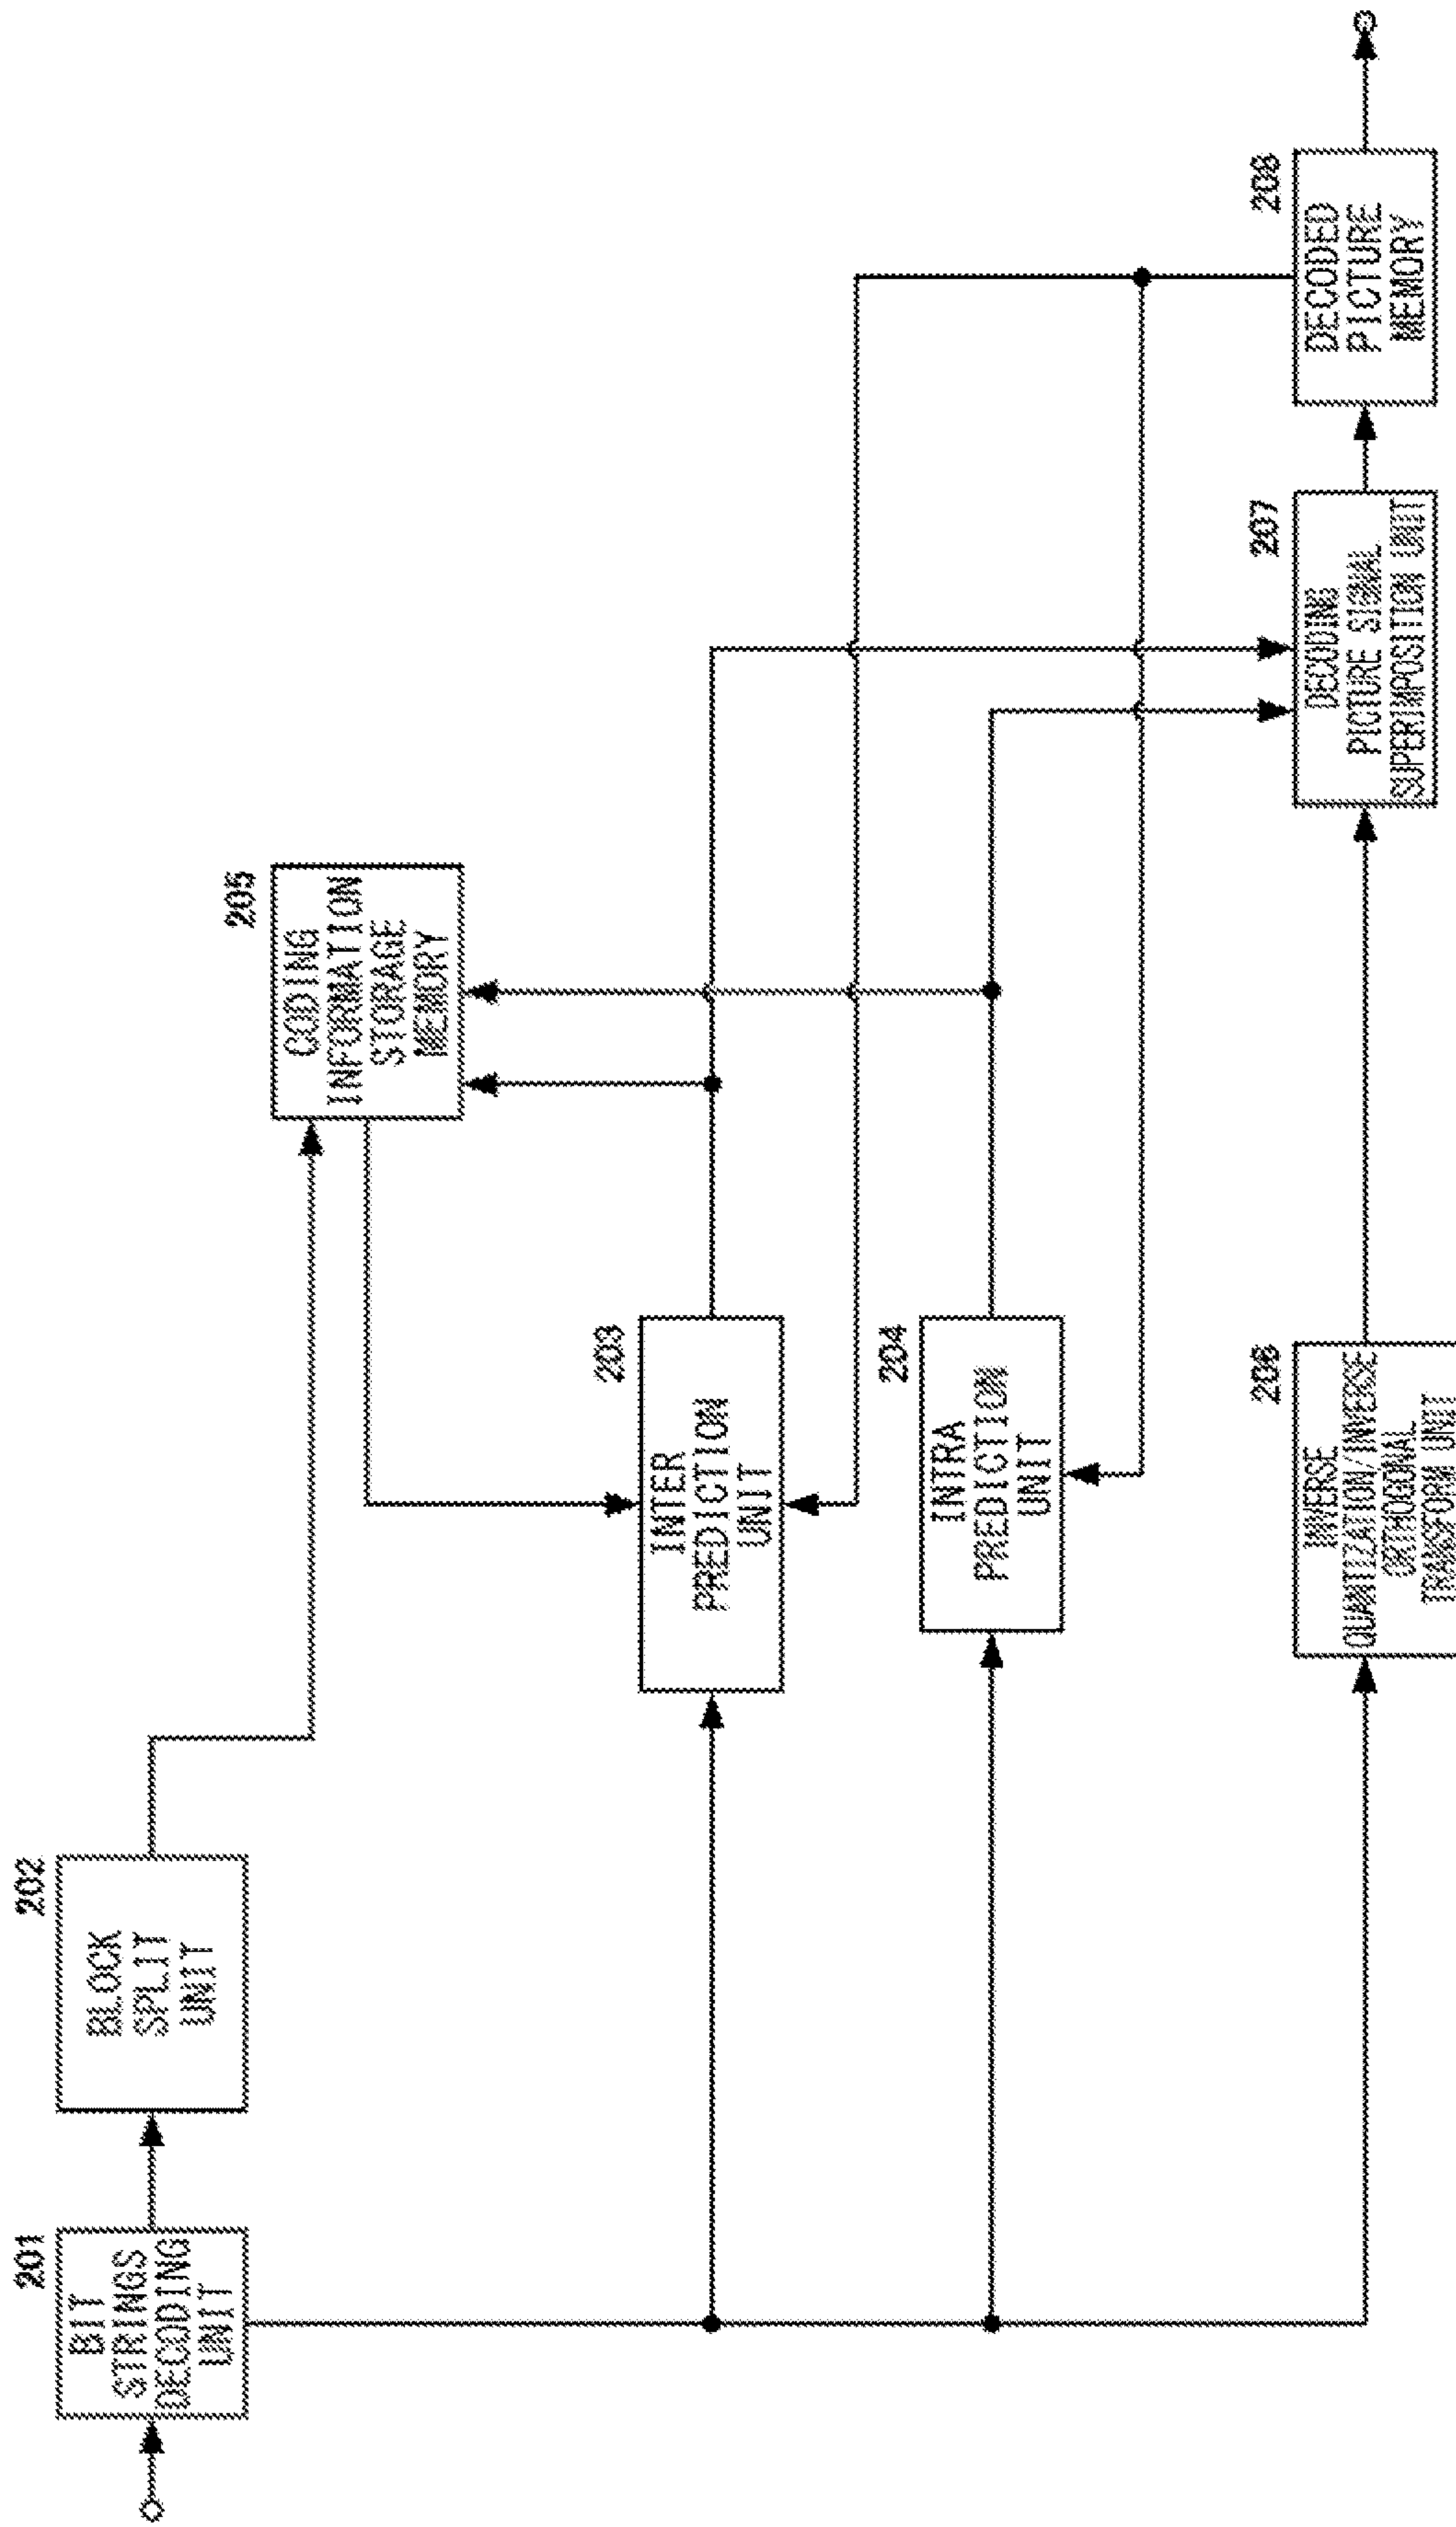 201
BIT
STRINGS
DECODING
UNIT
202
BLOCK
SPLIT
UNIT
205
CODING
INFORMATION
STORAGE
MEMORY
203
INTER
PREDICTION
UNIT
204
INTRA
PREDICTION
UNIT
206
INVERSE
QUANTIZATION/INVERSE
ORTHOGONAL
TRANSFORM UNIT
207
DECODING
PICTURE SIGNAL
SUPERIMPOSITION UNIT
208
DECODED
PICTURE
MEMORY